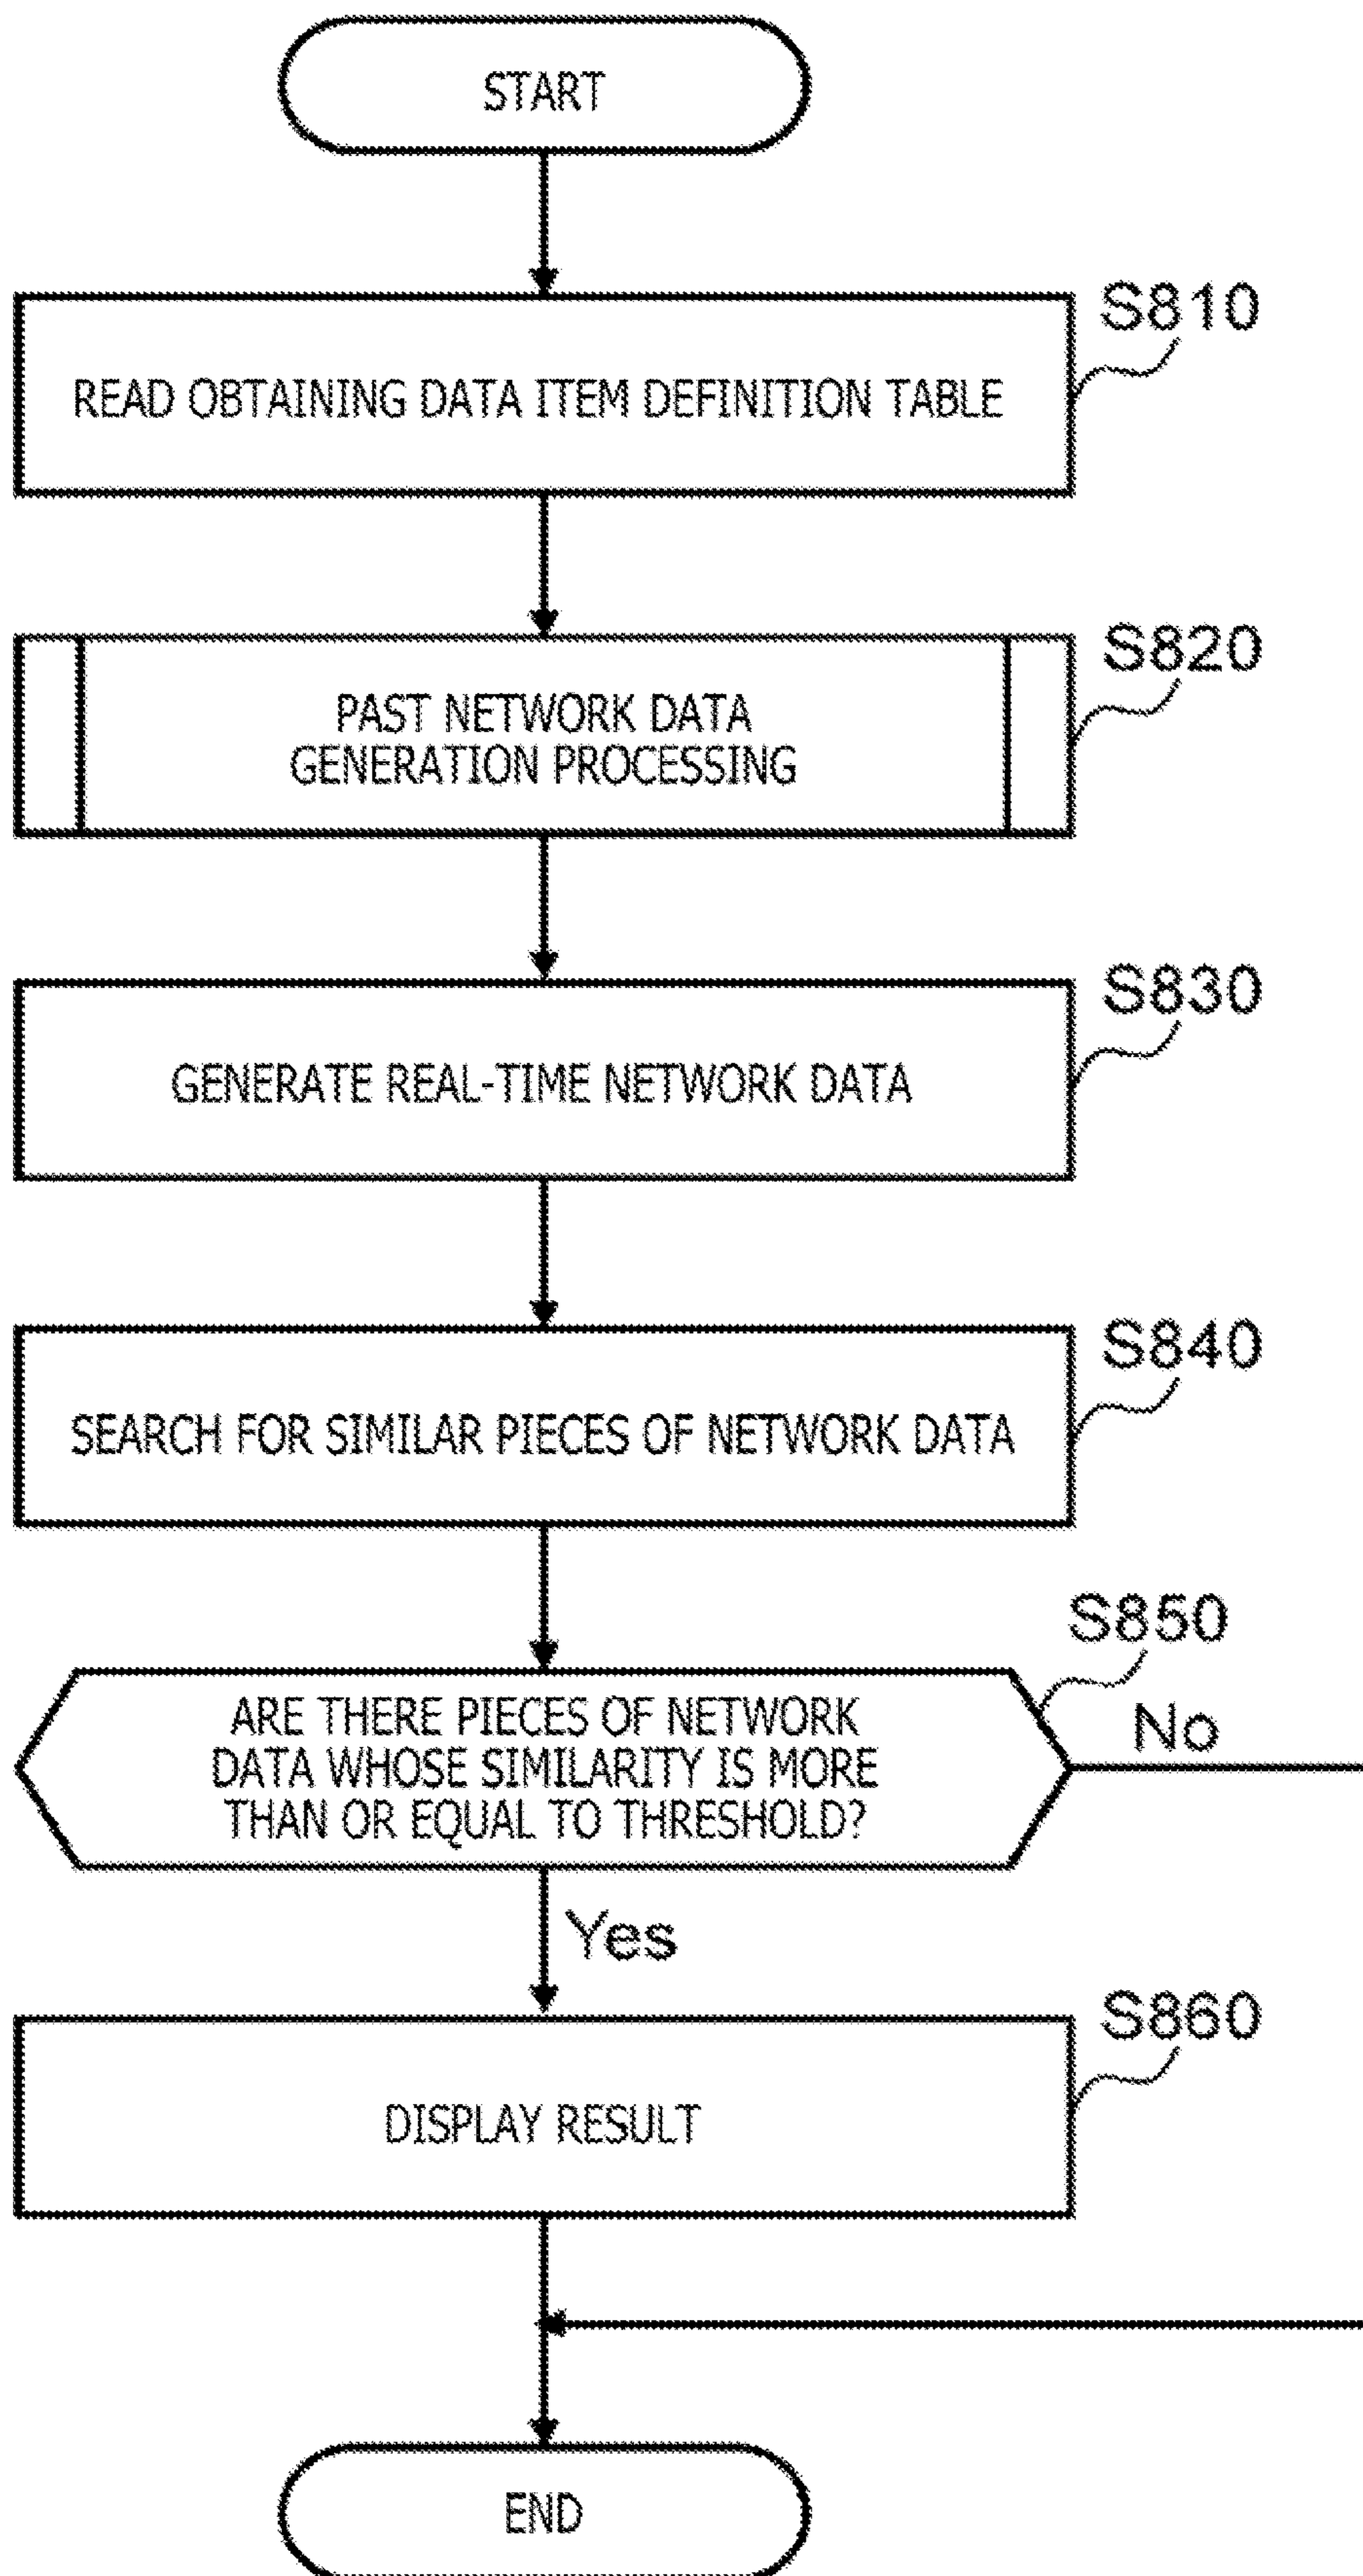 START
S810
READ OBTAINING DATA ITEM DEFINITION TABLE
S820
PAST NETWORK DATA
GENERATION PROCESSING
S830
GENERATE REAL-TIME NETWORK DATA
S840
SEARCH FOR SIMILAR PIECES OF NETWORK DATA
S850
ARE THERE PIECES OF NETWORK
DATA WHOSE SIMILARITY IS MORE
THAN OR EQUAL TO THRESHOLD?
No
Yes
S860
DISPLAY RESULT
END